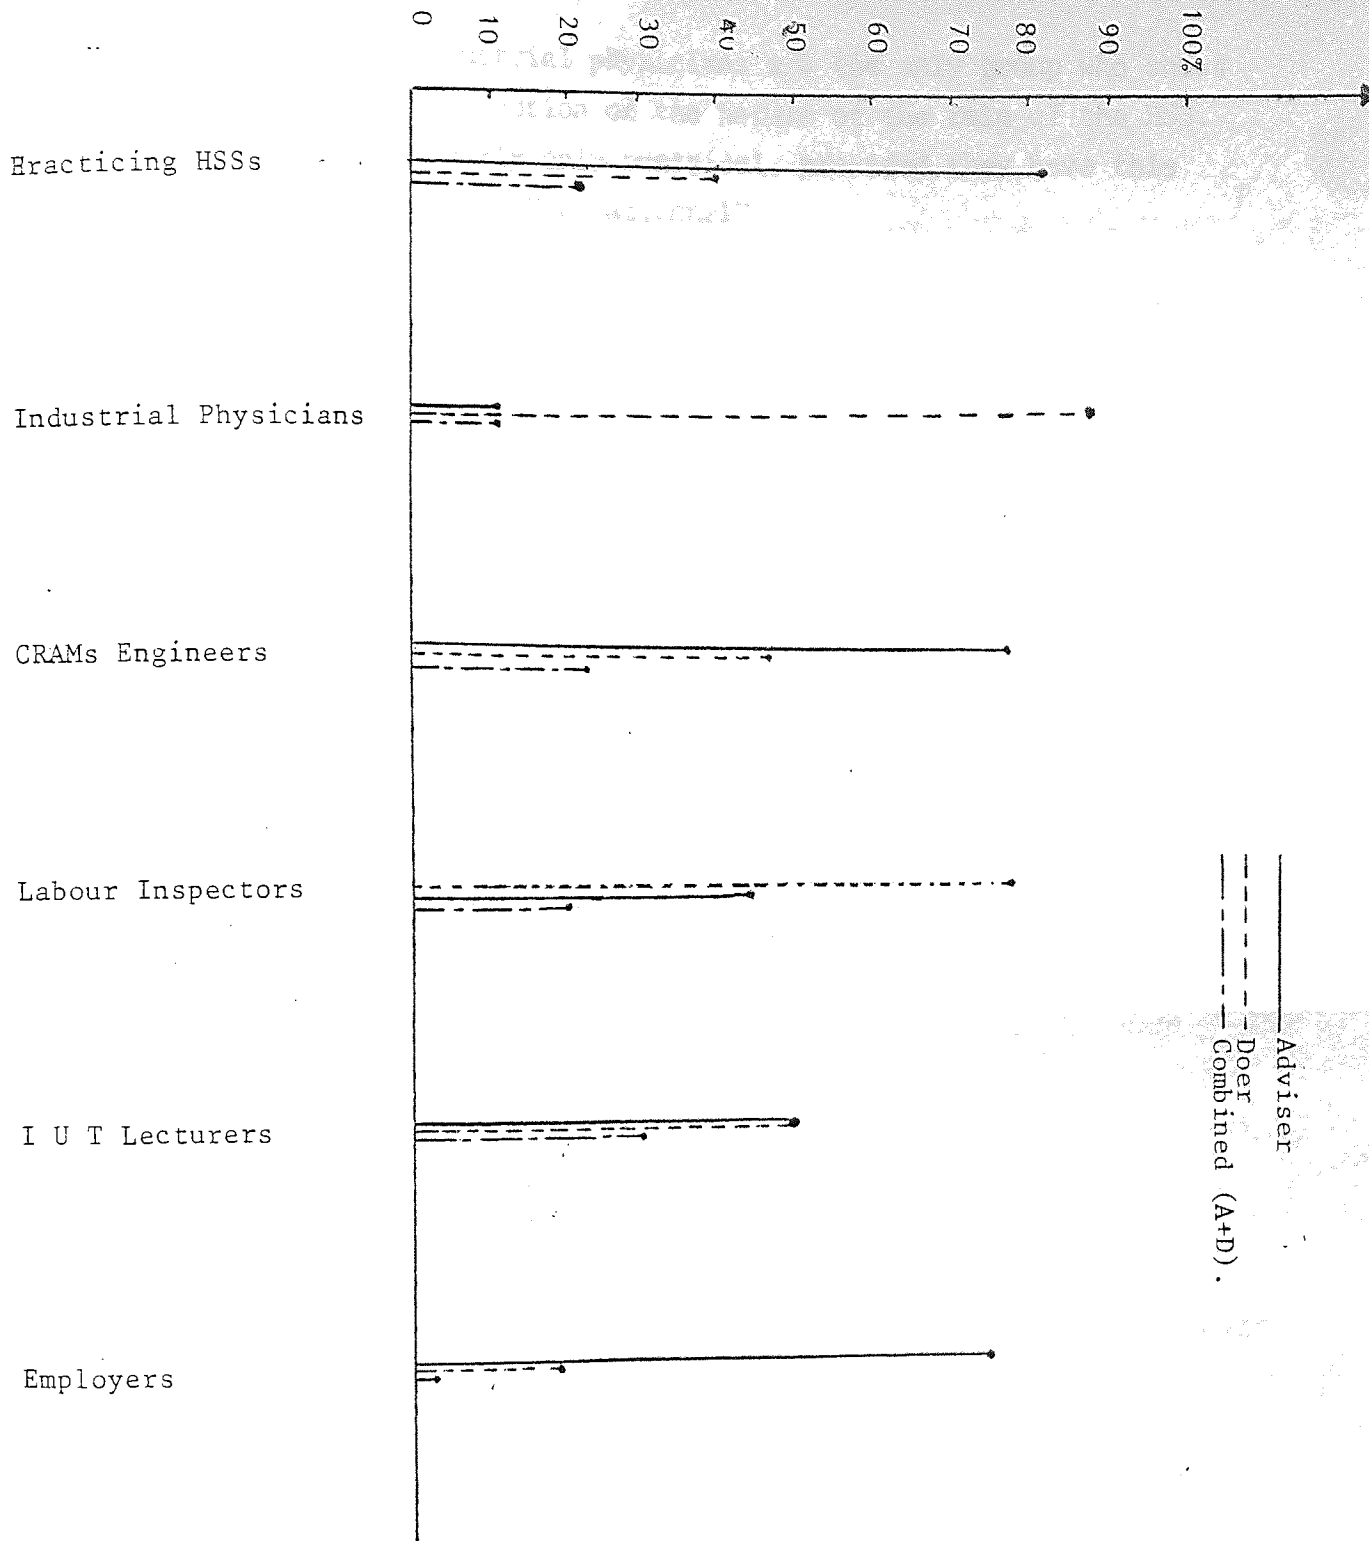 0 10 20 30 40 50 60 70 80 90 100%
Bracticing HSSs
Industrial Physicians
CRAMs Engineers
Labour Inspectors
I U T Lecturers
Employers
Adviser
Doer
Combined (A+D).